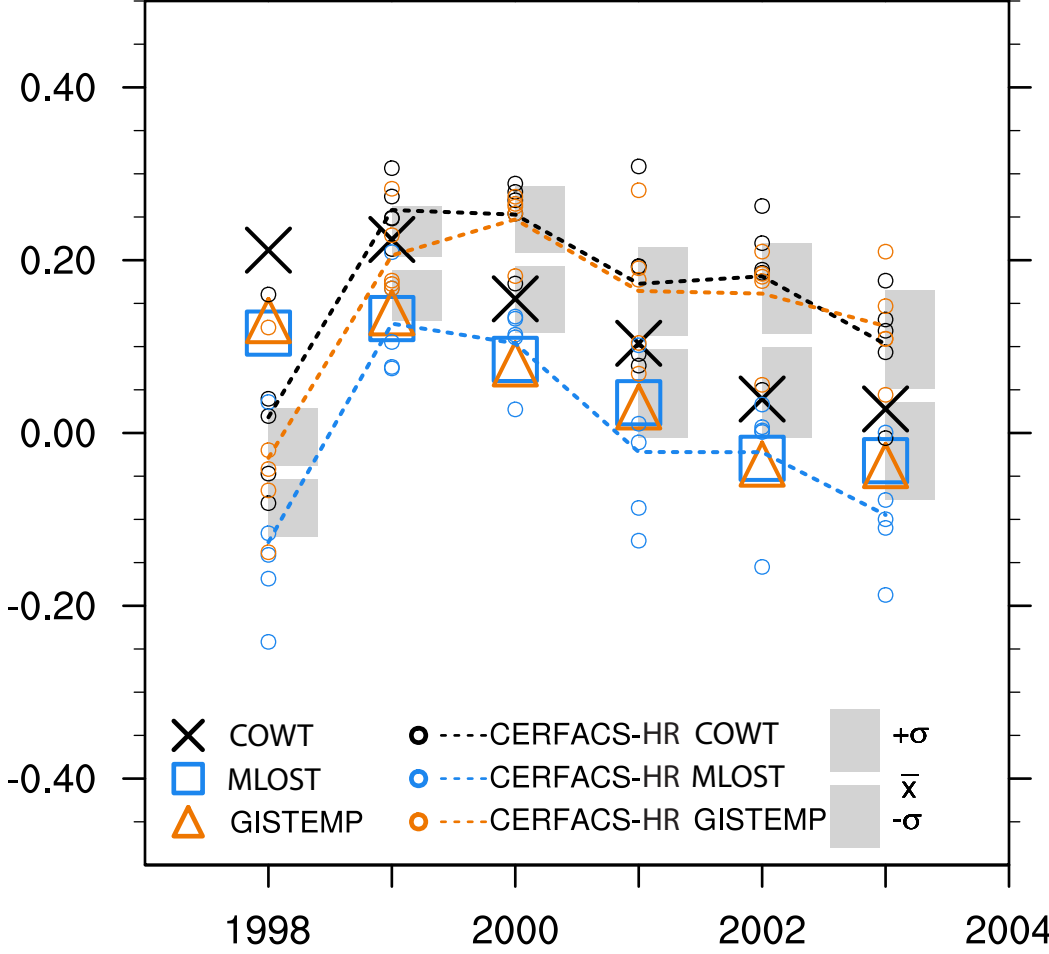 0.40
0.20
0.00
-0.20
-0.40
COWT CERFACS-HR COWT +σ
MLOST CERFACS-HR MLOST x̅
GISTEMP CERFACS-HR GISTEMP -σ
1998 2000 2002 2004